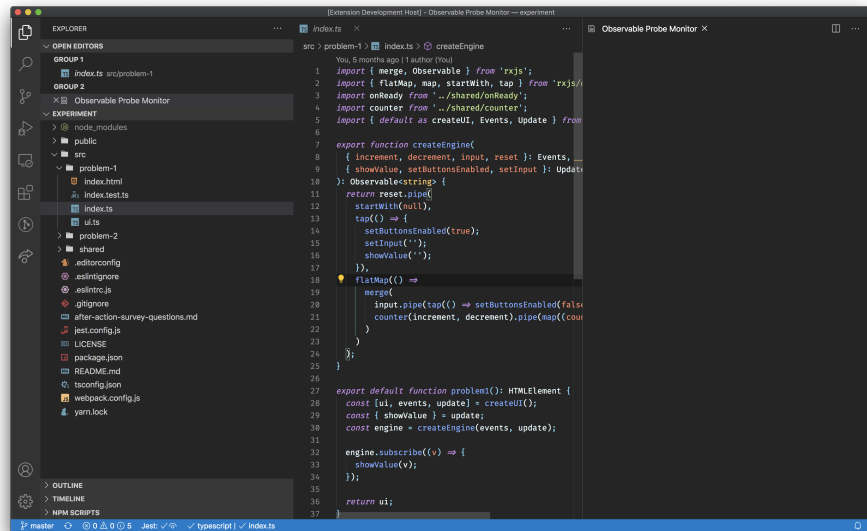 [Extension Development Host] - Observable Probe Monitor — experiment
EXPLORER
OPEN EDITORS
GROUP 1
index.ts src/problem-1
GROUP 2
Observable Probe Monitor
EXPERIMENT
node_modules
public
src
problem-1
index.html
index.test.ts
index.ts
ui.ts
problem-2
shared
.editorconfig
.eslintignore
.eslintrc.js
.gitignore
after-action-survey-questions.md
jest.config.js
LICENSE
package.json
README.md
tsconfig.json
webpack.config.js
yarn.lock
OUTLINE
TIMELINE
NPM SCRIPTS
index.ts
src > problem-1 > index.ts > createEngine
You, 5 months ago | 1 author (You)
1 import { merge, Observable } from 'rxjs';
2 import { flatMap, map, startWith, tap } from 'rxjs/
3 import onReady from '../shared/onReady';
4 import counter from '../shared/counter';
5 import { default as createUI, Events, Update } from
6
7 export function createEngine(
8 { increment, decrement, input, reset }: Events,
9 { showValue, setButtonsEnabled, setInput }: Updat
10 ): Observable<string> {
11 return reset.pipe(
12 startWith(null),
13 tap(() => {
14 setButtonsEnabled(true);
15 setInput('');
16 showValue('');
17 }),
18 flatMap(() =>
19 merge(
20 input.pipe(tap(() => setButtonsEnabled(false
21 counter(increment, decrement).pipe(map((cou
22 )
23 )
24 );
25 }
26
27 export default function problem1(): HTMLElement {
28 const [ui, events, update] = createUI();
29 const { showValue } = update;
30 const engine = createEngine(events, update);
31
32 engine.subscribe((v) => {
33 showValue(v);
34 });
35
36 return ui;
37 }
Observable Probe Monitor
master 0 0 5 Jest: ✓ ✓ typescript | ✓ index.ts